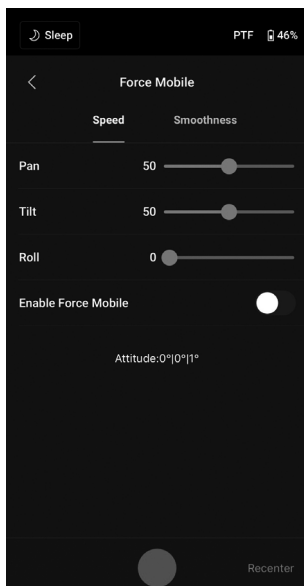 Sleep PTF 46%
Force Mobile
Speed Smoothness
Pan 50
Tilt 50
Roll 0
Enable Force Mobile
Attitude:0°|0°|1°
Recenter